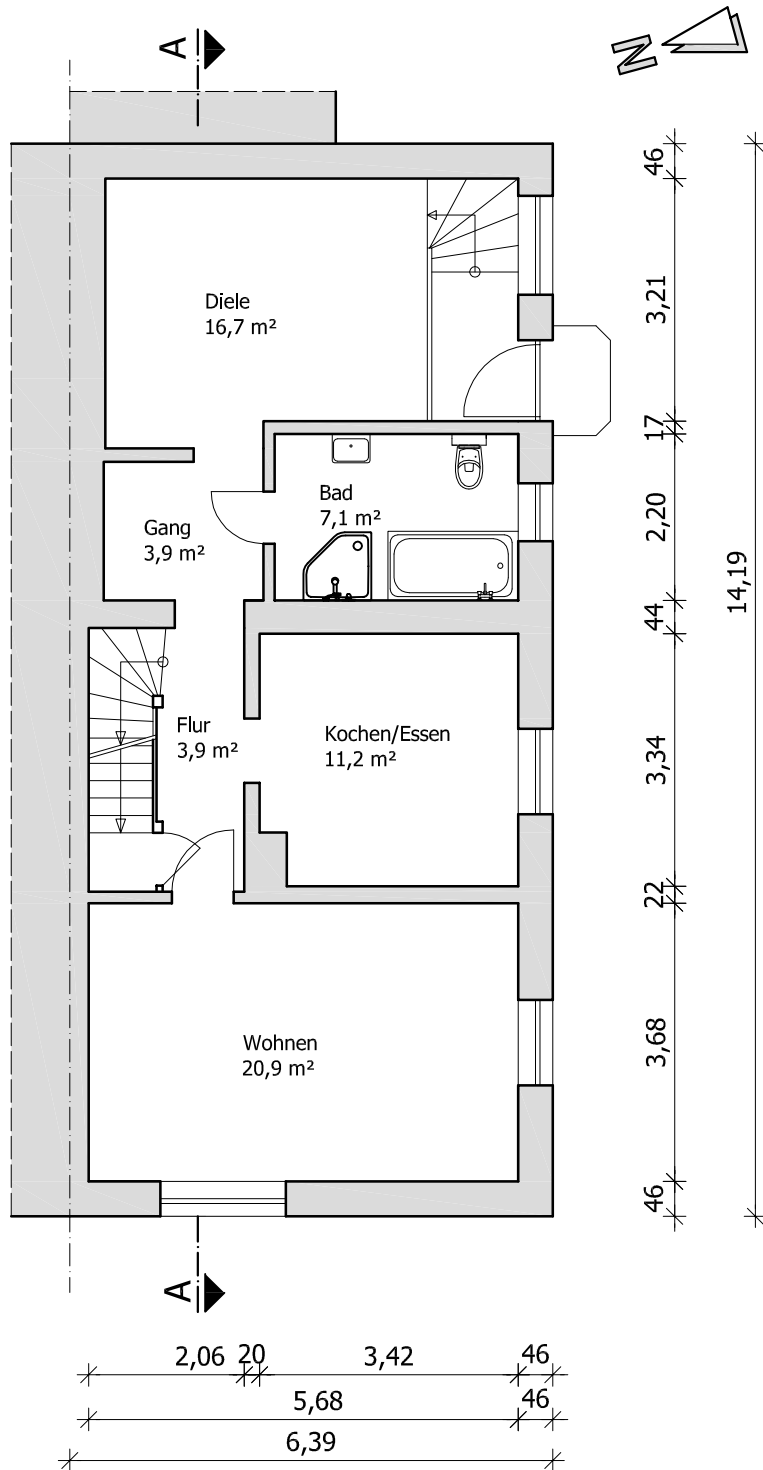 A
N
46
3,21
Diele
16,7 m²
17
Bad
7,1 m²
2,20
Gang
3,9 m²
14,19
44
Flur
3,9 m²
Kochen/Essen
11,2 m²
3,34
22
Wohnen
20,9 m²
3,68
46
A
2,06 20 3,42 46
5,68 46
6,39